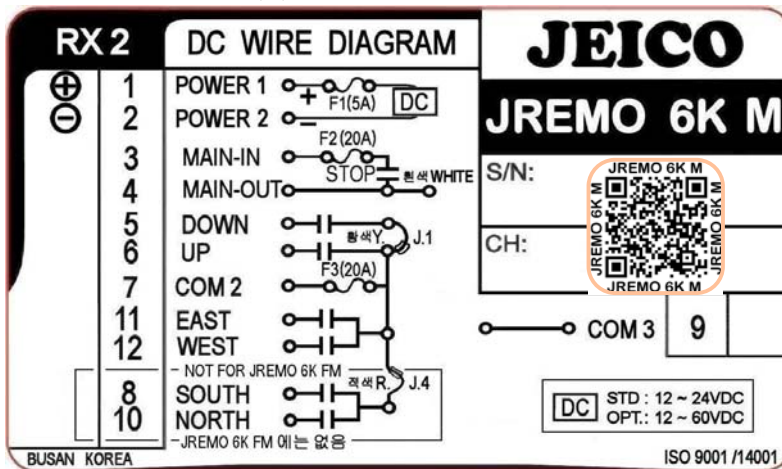 RX 2 DC WIRE DIAGRAM
⊕ 1 POWER 1 + F1(5A) DC
⊖ 2 POWER 2 −
F2(20A)
3 MAIN-IN
STOP 흰색 WHITE
4 MAIN-OUT
5 DOWN
황색Y. J.1
6 UP
F3(20A)
7 COM 2
11 EAST
12 WEST
NOT FOR JREMO 6K FM
적색R. J.4
8 SOUTH
10 NORTH
JREMO 6K FM 에는 없음
BUSAN KOREA
JEICO
JREMO 6K M
S/N:
CH:
JREMO 6K M
JREMO 6K M
JREMO 6K M
JREMO 6K M
COM 3 9
DC STD : 12 ~ 24VDC
OPT.: 12 ~ 60VDC
ISO 9001 /14001